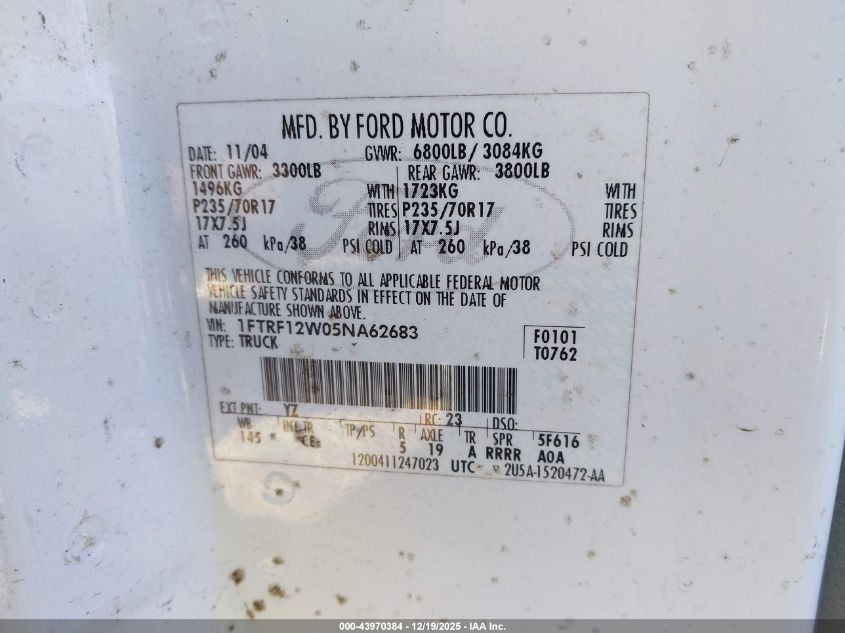 MFD. BY FORD MOTOR CO.
DATE: 11/04 GVWR: 6800LB/ 3084KG
FRONT GAWR: 3300LB REAR GAWR: 3800LB
1496KG WITH 1723KG WITH
P235/70R17 TIRES P235/70R17 TIRES
17X7.5J RIMS 17X7.5J RIMS
AT 260 kPa/38 PSI COLD AT 260 kPa/38 PSI COLD
Ford
THIS VEHICLE CONFORMS TO ALL APPLICABLE FEDERAL MOTOR
VEHICLE SAFETY STANDARDS IN EFFECT ON THE DATE OF
MANUFACTURE SHOWN ABOVE.
VIN: 1FTRF12W05NA62683 F0101
TYPE: TRUCK T0762
EXT PNT: YZ RC: 23 DSO:
WB INT TR TP/PS R AXLE TR SPR 5F616
145 CE 5 19 A RRRR A0A
1200411247023 UTC 2U5A-1520472-AA
000-43970384 - 12/19/2025 - IAA Inc.